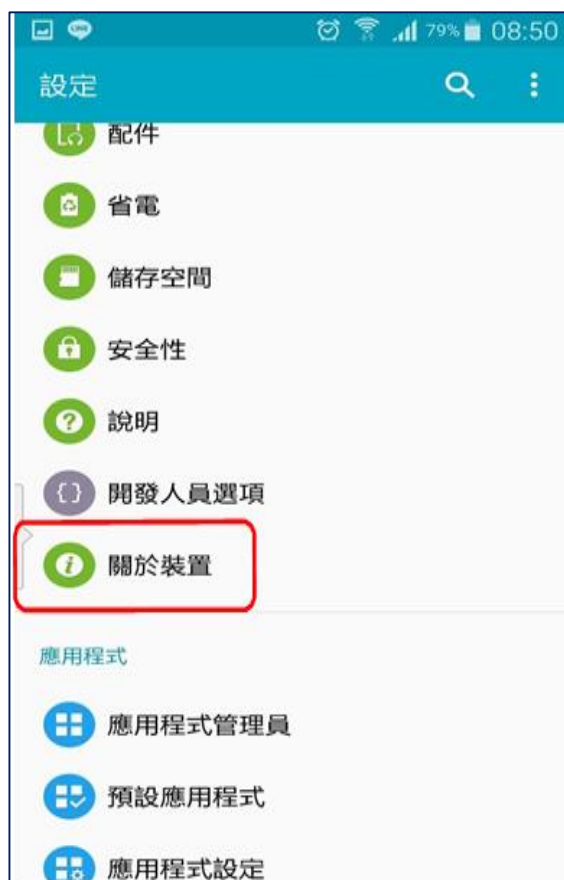 79% 08:50
設定
配件
省電
儲存空間
安全性
說明
開發人員選項
關於裝置
應用程式
應用程式管理員
預設應用程式
應用程式設定